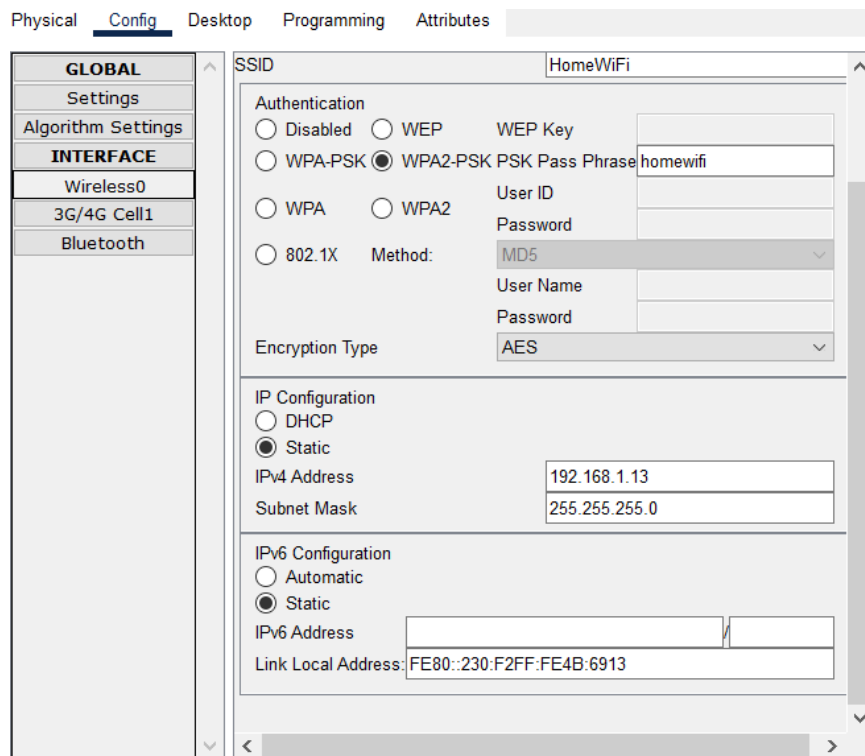 Physical Config Desktop Programming Attributes
GLOBAL
Settings
Algorithm Settings
INTERFACE
Wireless0
3G/4G Cell1
Bluetooth
SSID HomeWiFi
Authentication
Disabled WEP WEP Key
WPA-PSK WPA2-PSK PSK Pass Phrase homewifi
WPA WPA2 User ID
Password
802.1X Method: MD5
User Name
Password
Encryption Type AES
IP Configuration
DHCP
Static
IPv4 Address 192.168.1.13
Subnet Mask 255.255.255.0
IPv6 Configuration
Automatic
Static
IPv6 Address /
Link Local Address: FE80::230:F2FF:FE4B:6913